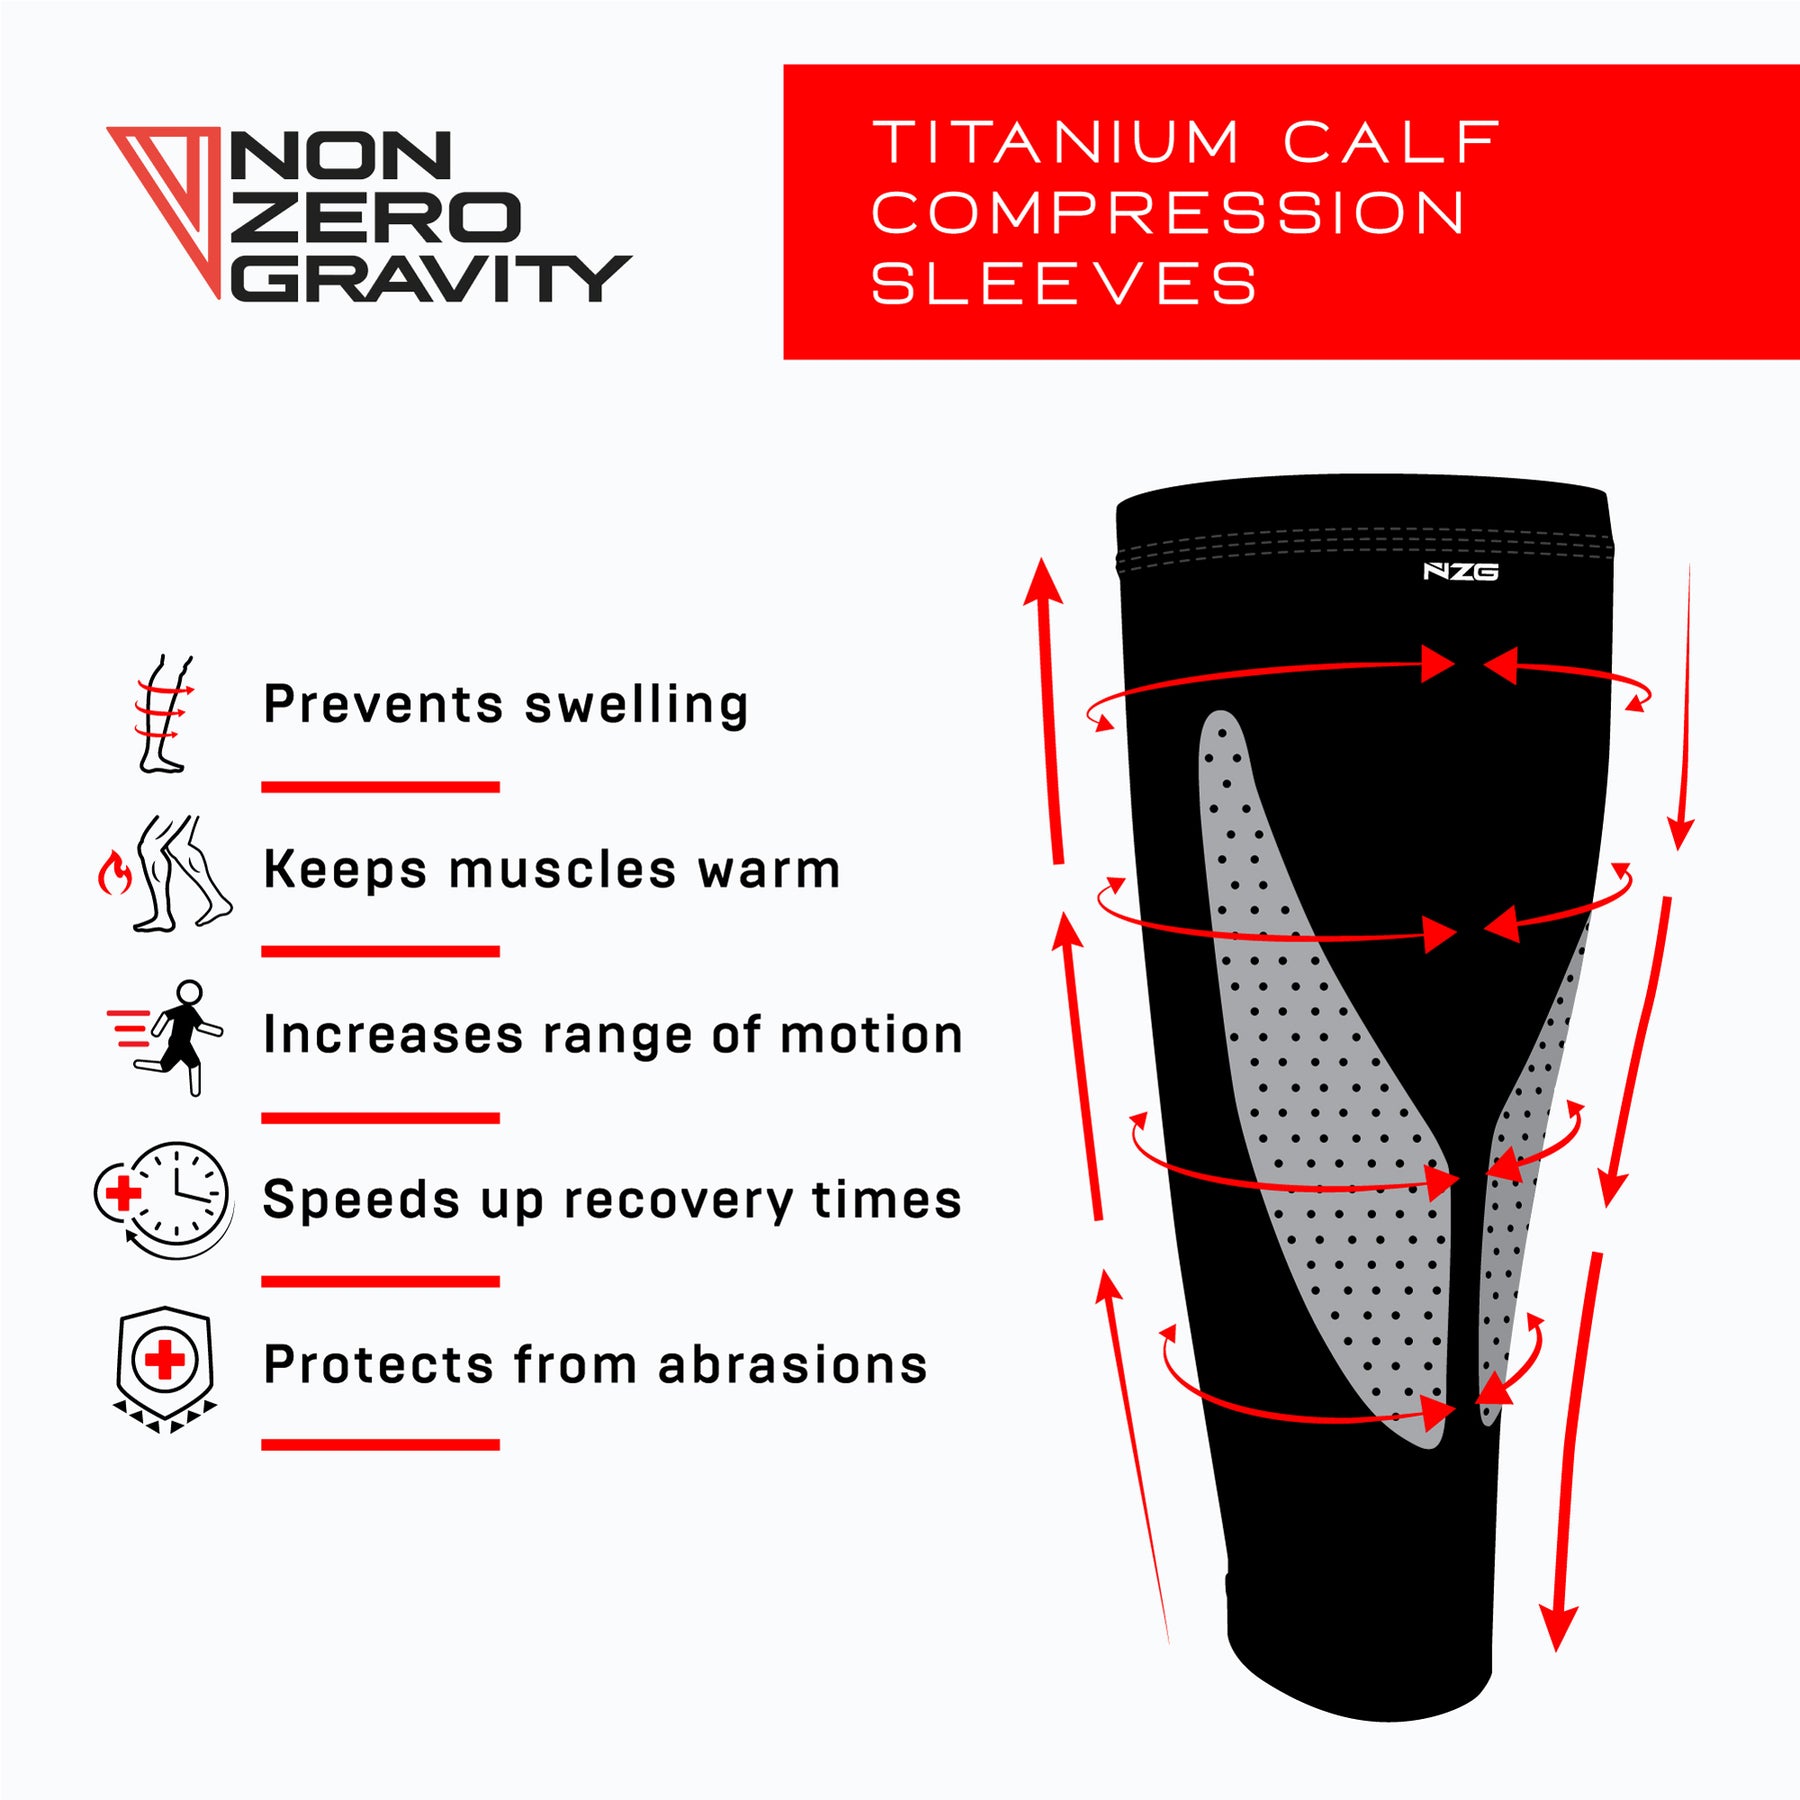 NON
ZERO
GRAVITY
TITANIUM CALF
COMPRESSION
SLEEVES
NZG
Prevents swelling
Keeps muscles warm
Increases range of motion
Speeds up recovery times
Protects from abrasions